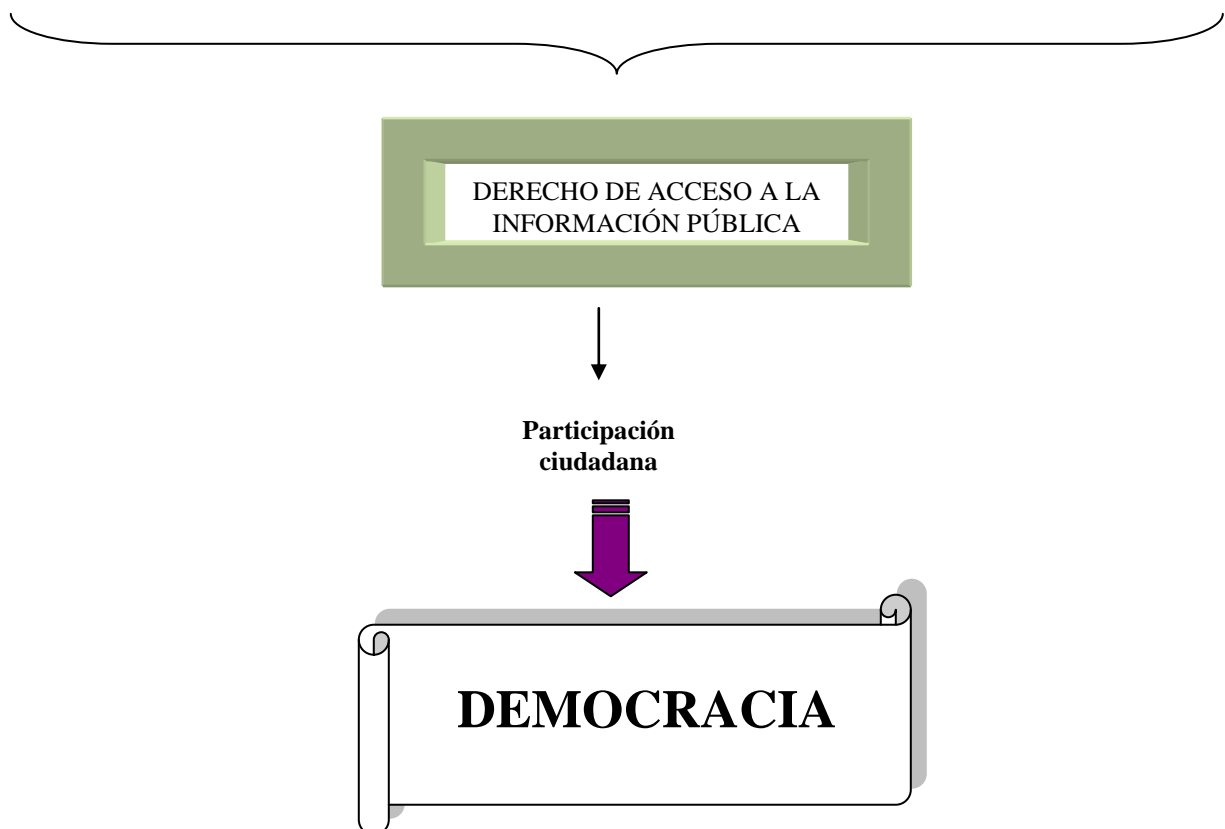 DERECHO DE ACCESO A LA
INFORMACIÓN PÚBLICA
Participación
ciudadana
DEMOCRACIA